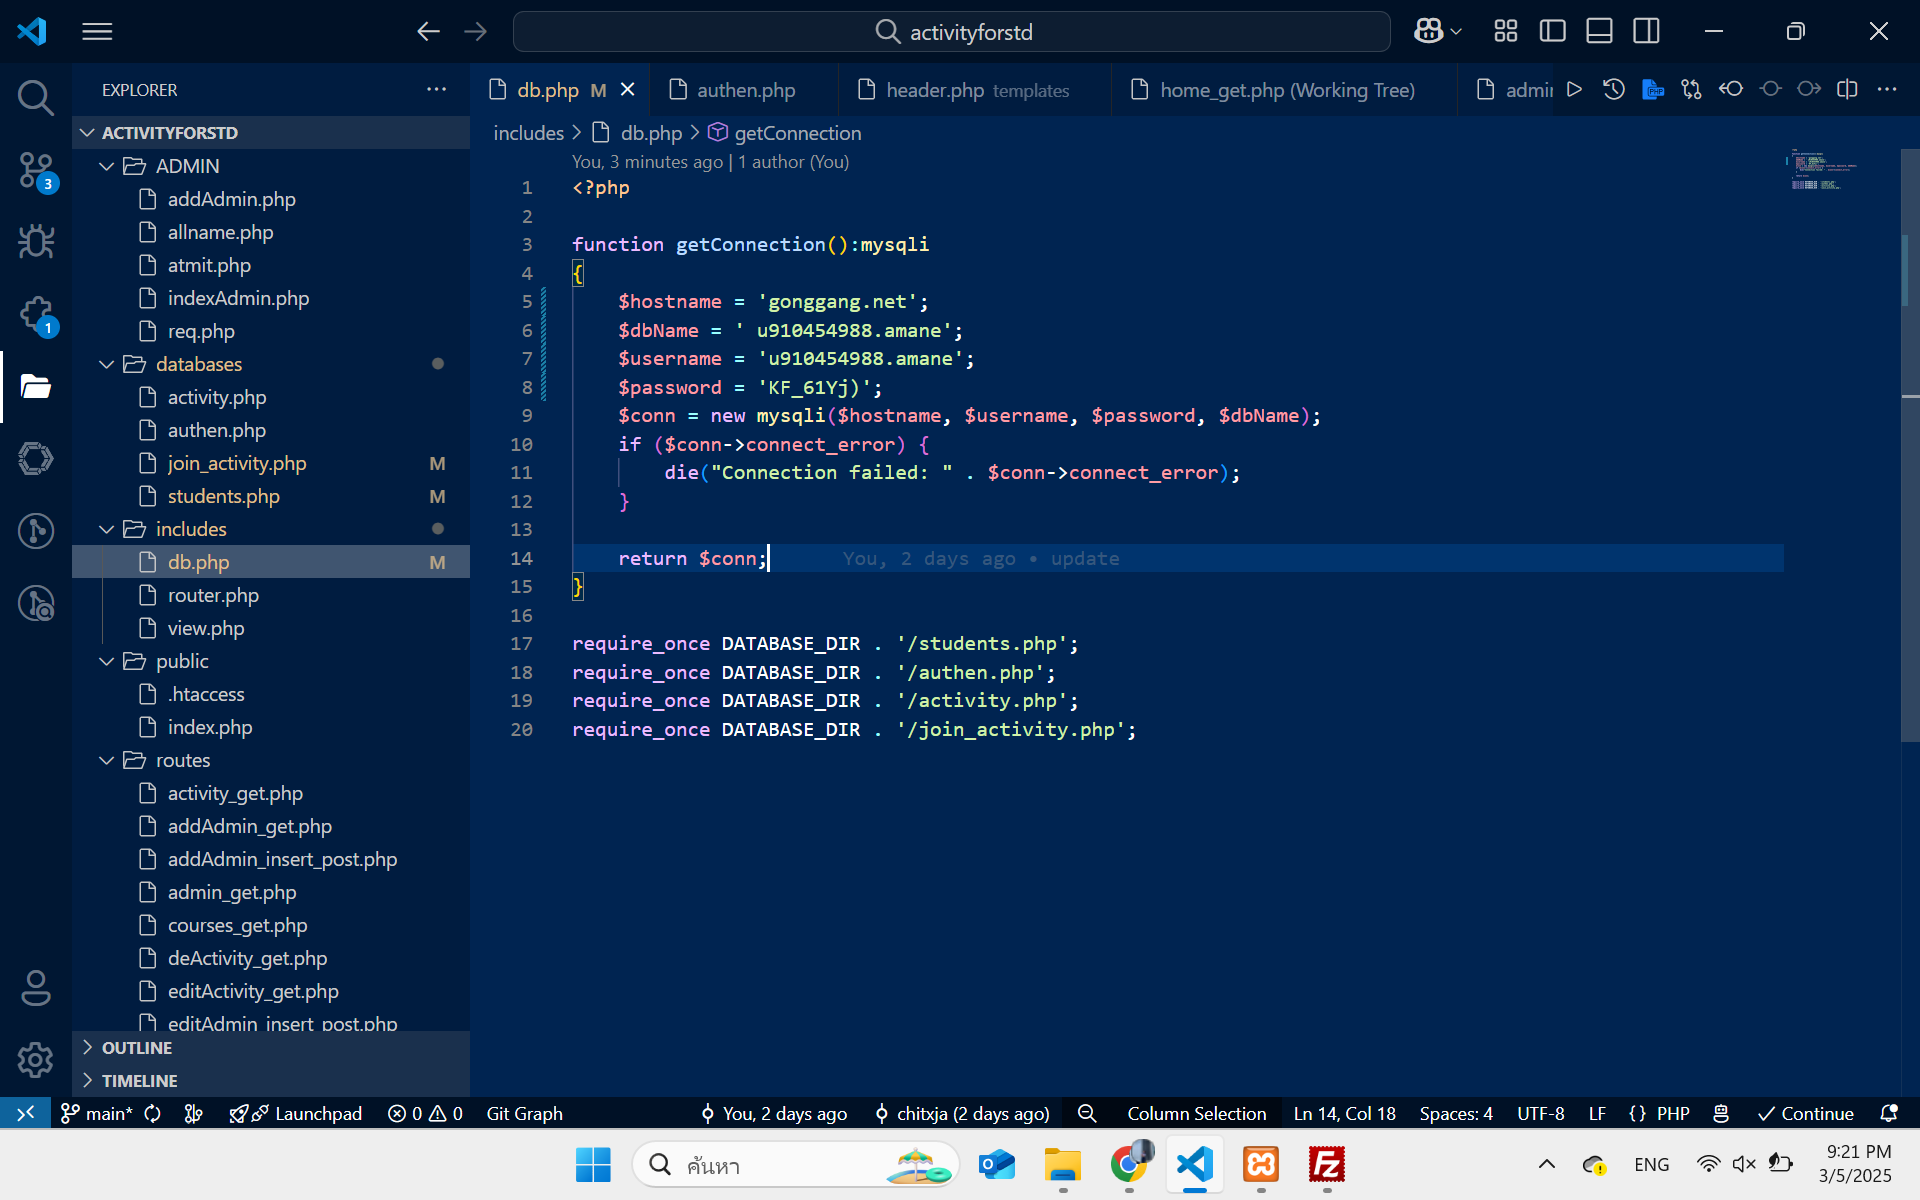 activityforstd
EXPLORER
ACTIVITYFORSTD
ADMIN
addAdmin.php
allname.php
atmit.php
indexAdmin.php
req.php
databases
activity.php
authen.php
join_activity.php M
students.php M
includes
db.php M
router.php
view.php
public
.htaccess
index.php
routes
activity_get.php
addAdmin_get.php
addAdmin_insert_post.php
admin_get.php
courses_get.php
deActivity_get.php
editActivity_get.php
editAdmin_insert_post.php
OUTLINE
TIMELINE
3
1
db.php M
authen.php
header.php templates
home_get.php (Working Tree)
admin
includes > db.php > getConnection
You, 3 minutes ago | 1 author (You)
1 <?php
2
3 function getConnection():mysqli
4 {
5 $hostname = 'gonggang.net';
6 $dbName = ' u910454988.amane';
7 $username = 'u910454988.amane';
8 $password = 'KF_61Yj)';
9 $conn = new mysqli($hostname, $username, $password, $dbName);
10 if ($conn->connect_error) {
11 die("Connection failed: " . $conn->connect_error);
12 }
13
14 return $conn; You, 2 days ago • update
15 }
16
17 require_once DATABASE_DIR . '/students.php';
18 require_once DATABASE_DIR . '/authen.php';
19 require_once DATABASE_DIR . '/activity.php';
20 require_once DATABASE_DIR . '/join_activity.php';
main* Launchpad 0 0 Git Graph You, 2 days ago chitxja (2 days ago) Column Selection Ln 14, Col 18 Spaces: 4 UTF-8 LF {} PHP Continue
ค้นหา
ENG
9:21 PM
3/5/2025